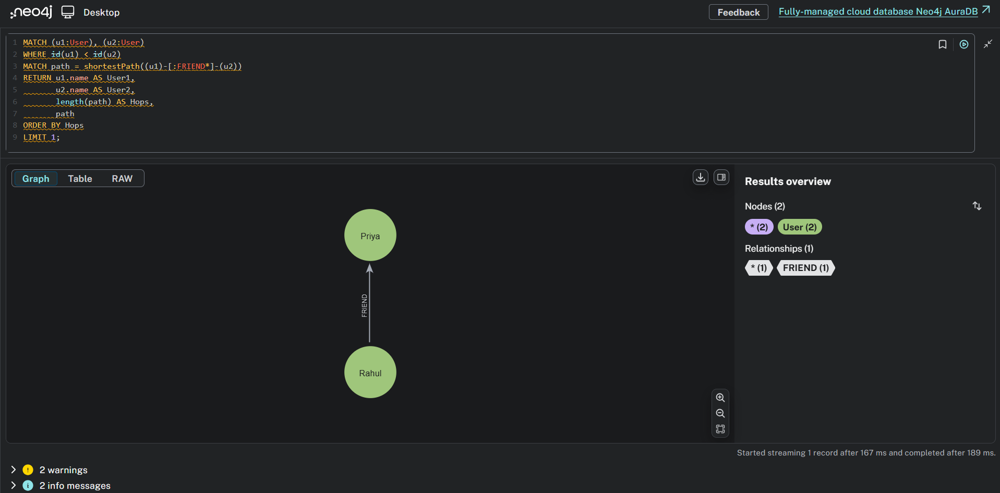 neo4j Desktop Feedback Fully-managed cloud database Neo4j AuraDB
1 MATCH (u1:User), (u2:User)
2 WHERE id(u1) < id(u2)
3 MATCH path = shortestPath((u1)-[:FRIEND*]-(u2))
4 RETURN u1.name AS User1,
5        u2.name AS User2,
6        length(path) AS Hops,
7        path
8 ORDER BY Hops
9 LIMIT 1;
Graph Table RAW
Results overview
Nodes (2)
* (2) User (2)
Relationships (1)
* (1) FRIEND (1)
Priya
FRIEND
Rahul
Started streaming 1 record after 167 ms and completed after 189 ms.
2 warnings
2 info messages